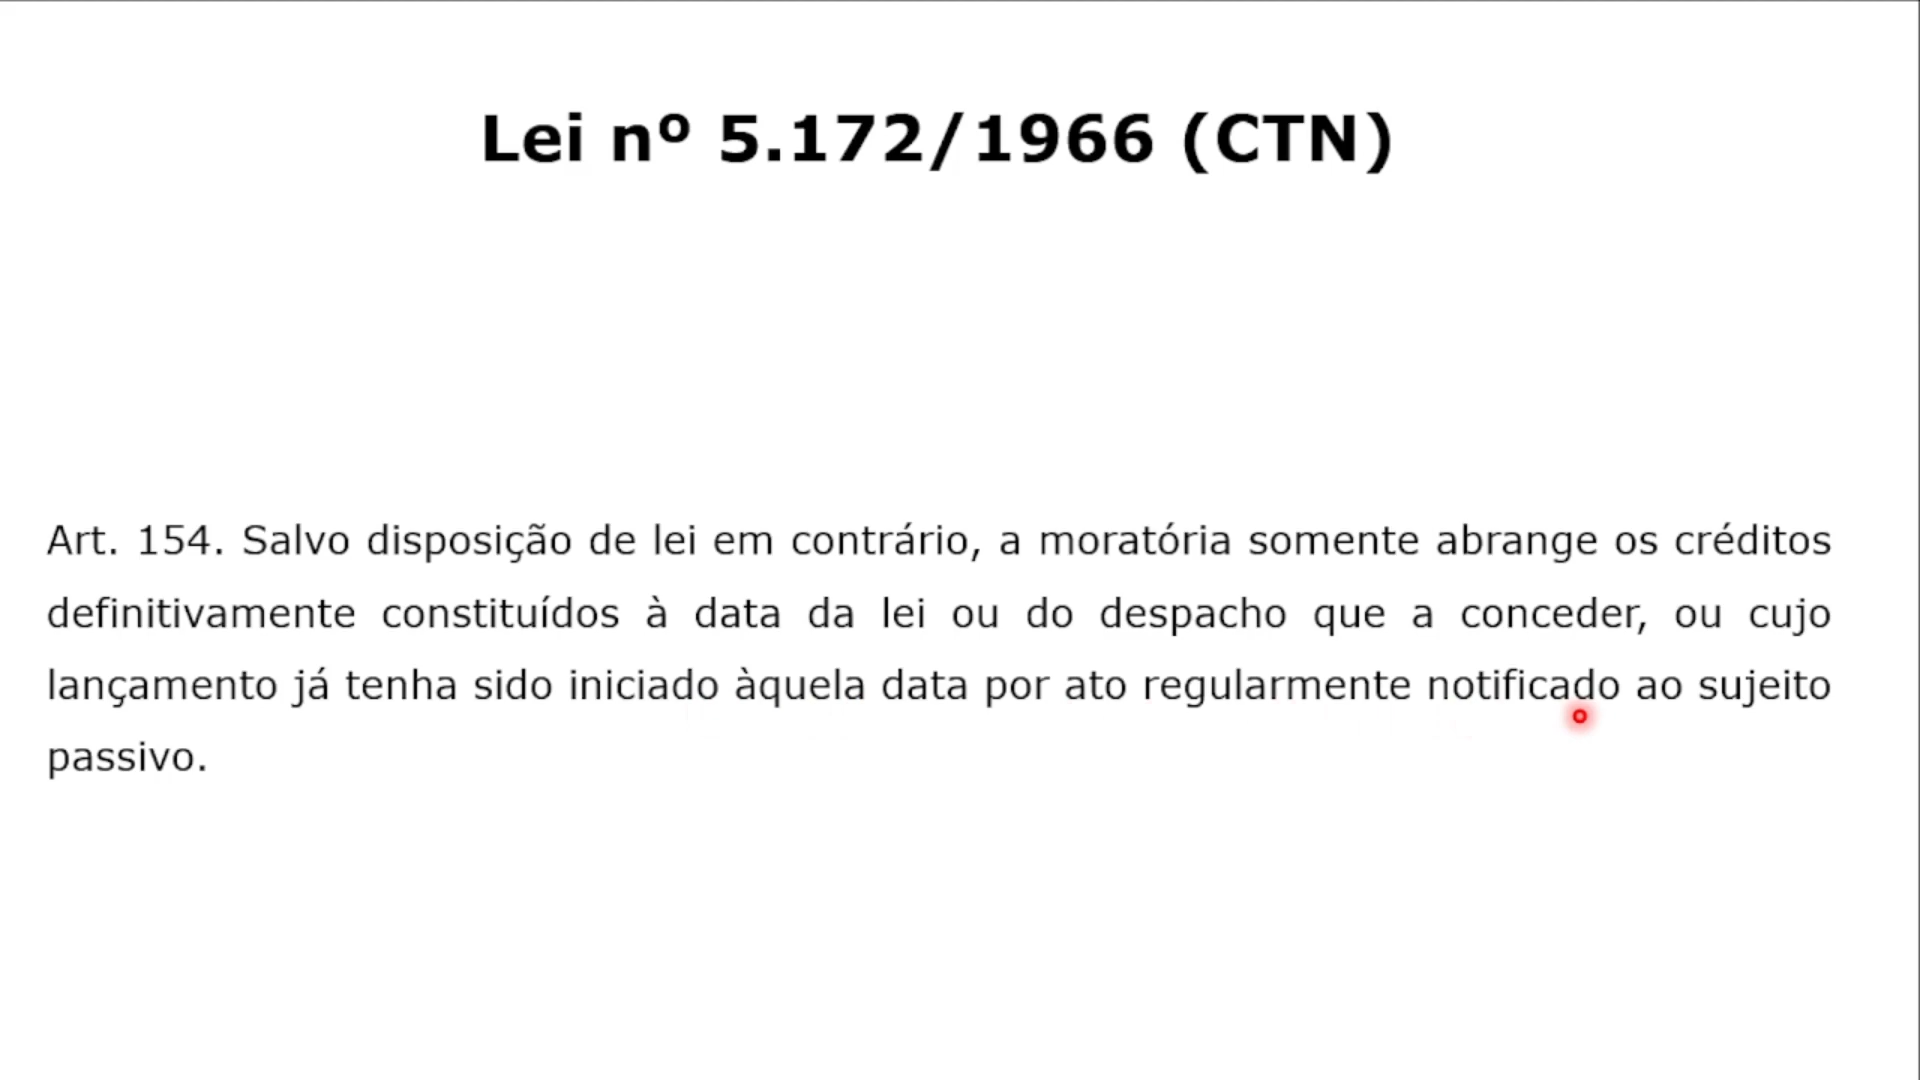 Lei nº 5.172/1966 (CTN)
Art. 154. Salvo disposição de lei em contrário, a moratória somente abrange os créditos
definitivamente constituídos à data da lei ou do despacho que a conceder, ou cujo
lançamento já tenha sido iniciado àquela data por ato regularmente notificado ao sujeito
passivo.